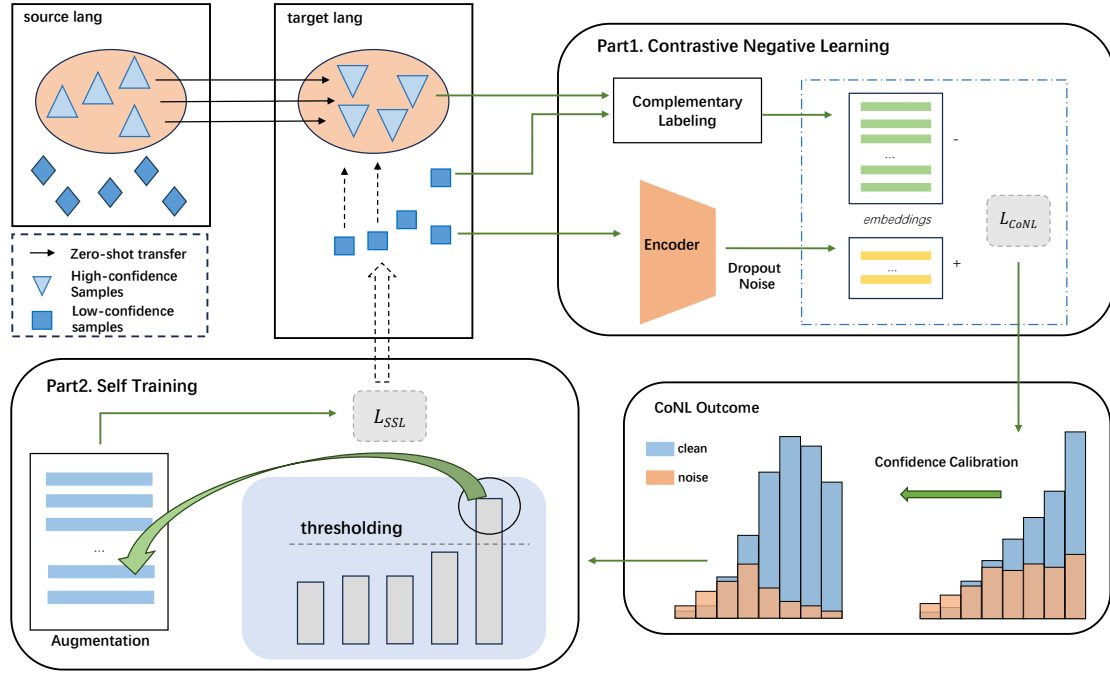 source lang
target lang
Zero-shot transfer
High-confidence
Samples
Low-confidence
samples
Part1. Contrastive Negative Learning
Complementary
Labeling
...
-
embeddings
L_CoNL
Encoder
Dropout
Noise
...
+
Part2. Self Training
L_SSL
...
Augmentation
thresholding
CoNL Outcome
clean
noise
Confidence Calibration